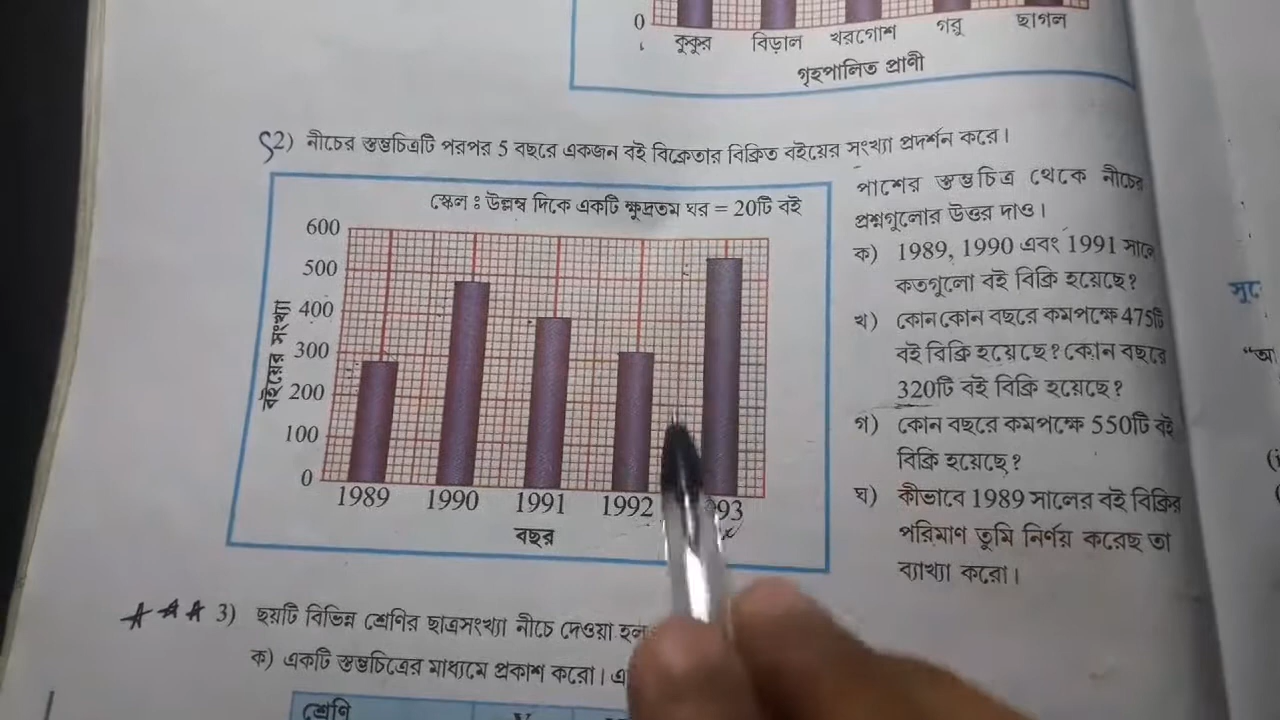 0
কুকুর বিড়াল খরগোশ গরু ছাগল
গৃহপালিত প্রাণী
2) নীচের স্তম্ভচিত্রটি পরপর 5 বছরে একজন বই বিক্রেতার বিক্রিত বইয়ের সংখ্যা প্রদর্শন করে।
স্কেল : উলম্ব দিকে একটি ক্ষুদ্রতম ঘর = 20টি বই
600
500
400
300
200
100
0
বইয়ের সংখ্যা
1989 1990 1991 1992 993
বছর
পাশের স্তম্ভচিত্র থেকে নীচের
প্রশ্নগুলোর উত্তর দাও।
ক) 1989, 1990 এবং 1991 সালে
কতগুলো বই বিক্রি হয়েছে?
খ) কোন কোন বছরে কমপক্ষে 475টি
বই বিক্রি হয়েছে? কোন বছরে
320টি বই বিক্রি হয়েছে?
গ) কোন বছরে কমপক্ষে 550টি বই
বিক্রি হয়েছে?
ঘ) কীভাবে 1989 সালের বই বিক্রির
পরিমাণ তুমি নির্ণয় করেছ তা
ব্যাখ্যা করো।
3) ছয়টি বিভিন্ন শ্রেণির ছাত্রসংখ্যা নীচে দেওয়া হল
ক) একটি স্তম্ভচিত্রের মাধ্যমে প্রকাশ করো। এ
শ্রেণি